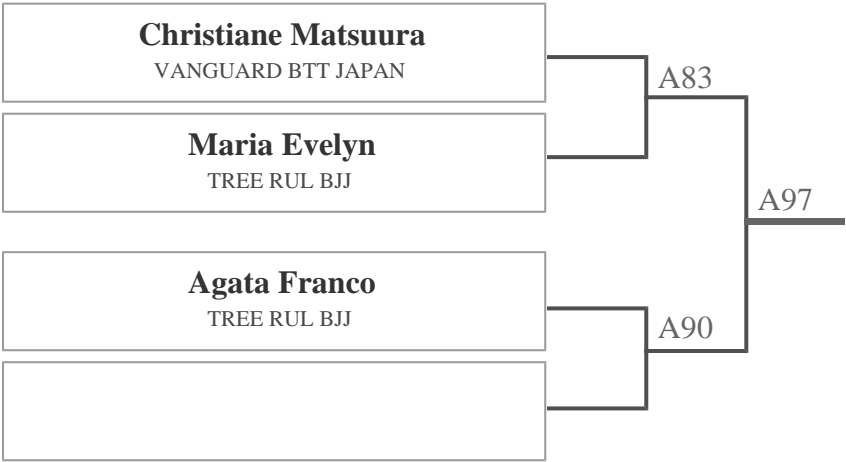 Christiane Matsuura
VANGUARD BTT JAPAN
A83
Maria Evelyn
TREE RUL BJJ
A97
Agata Franco
TREE RUL BJJ
A90